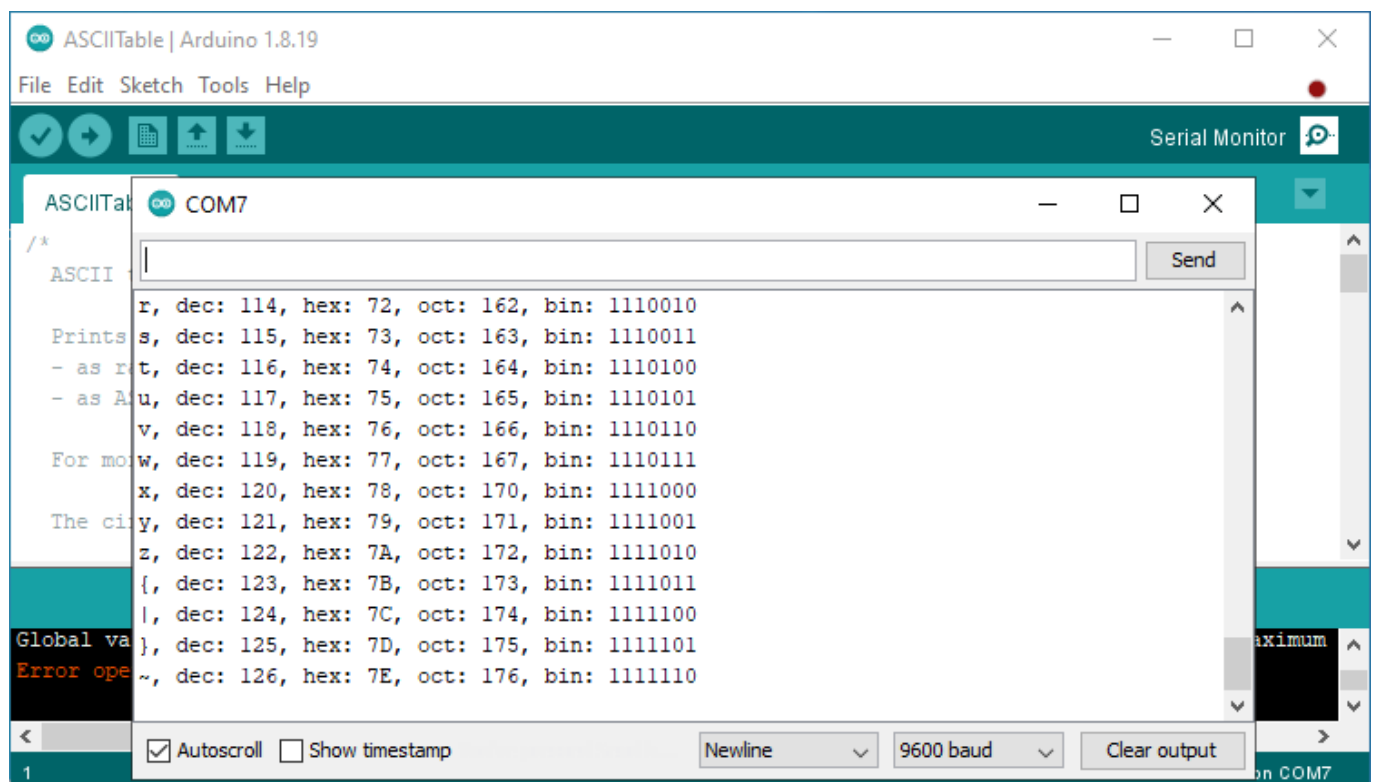 ASCIITable | Arduino 1.8.19
File Edit Sketch Tools Help
Serial Monitor
COM7
/*
ASCII
Send
Prints
- as
- as
For
The
r, dec: 114, hex: 72, oct: 162, bin: 1110010
s, dec: 115, hex: 73, oct: 163, bin: 1110011
t, dec: 116, hex: 74, oct: 164, bin: 1110100
u, dec: 117, hex: 75, oct: 165, bin: 1110101
v, dec: 118, hex: 76, oct: 166, bin: 1110110
w, dec: 119, hex: 77, oct: 167, bin: 1110111
x, dec: 120, hex: 78, oct: 170, bin: 1111000
y, dec: 121, hex: 79, oct: 171, bin: 1111001
z, dec: 122, hex: 7A, oct: 172, bin: 1111010
{, dec: 123, hex: 7B, oct: 173, bin: 1111011
|, dec: 124, hex: 7C, oct: 174, bin: 1111100
}, dec: 125, hex: 7D, oct: 175, bin: 1111101
~, dec: 126, hex: 7E, oct: 176, bin: 1111110
Global
Error
Autoscroll Show timestamp Newline 9600 baud Clear output
1 COM7